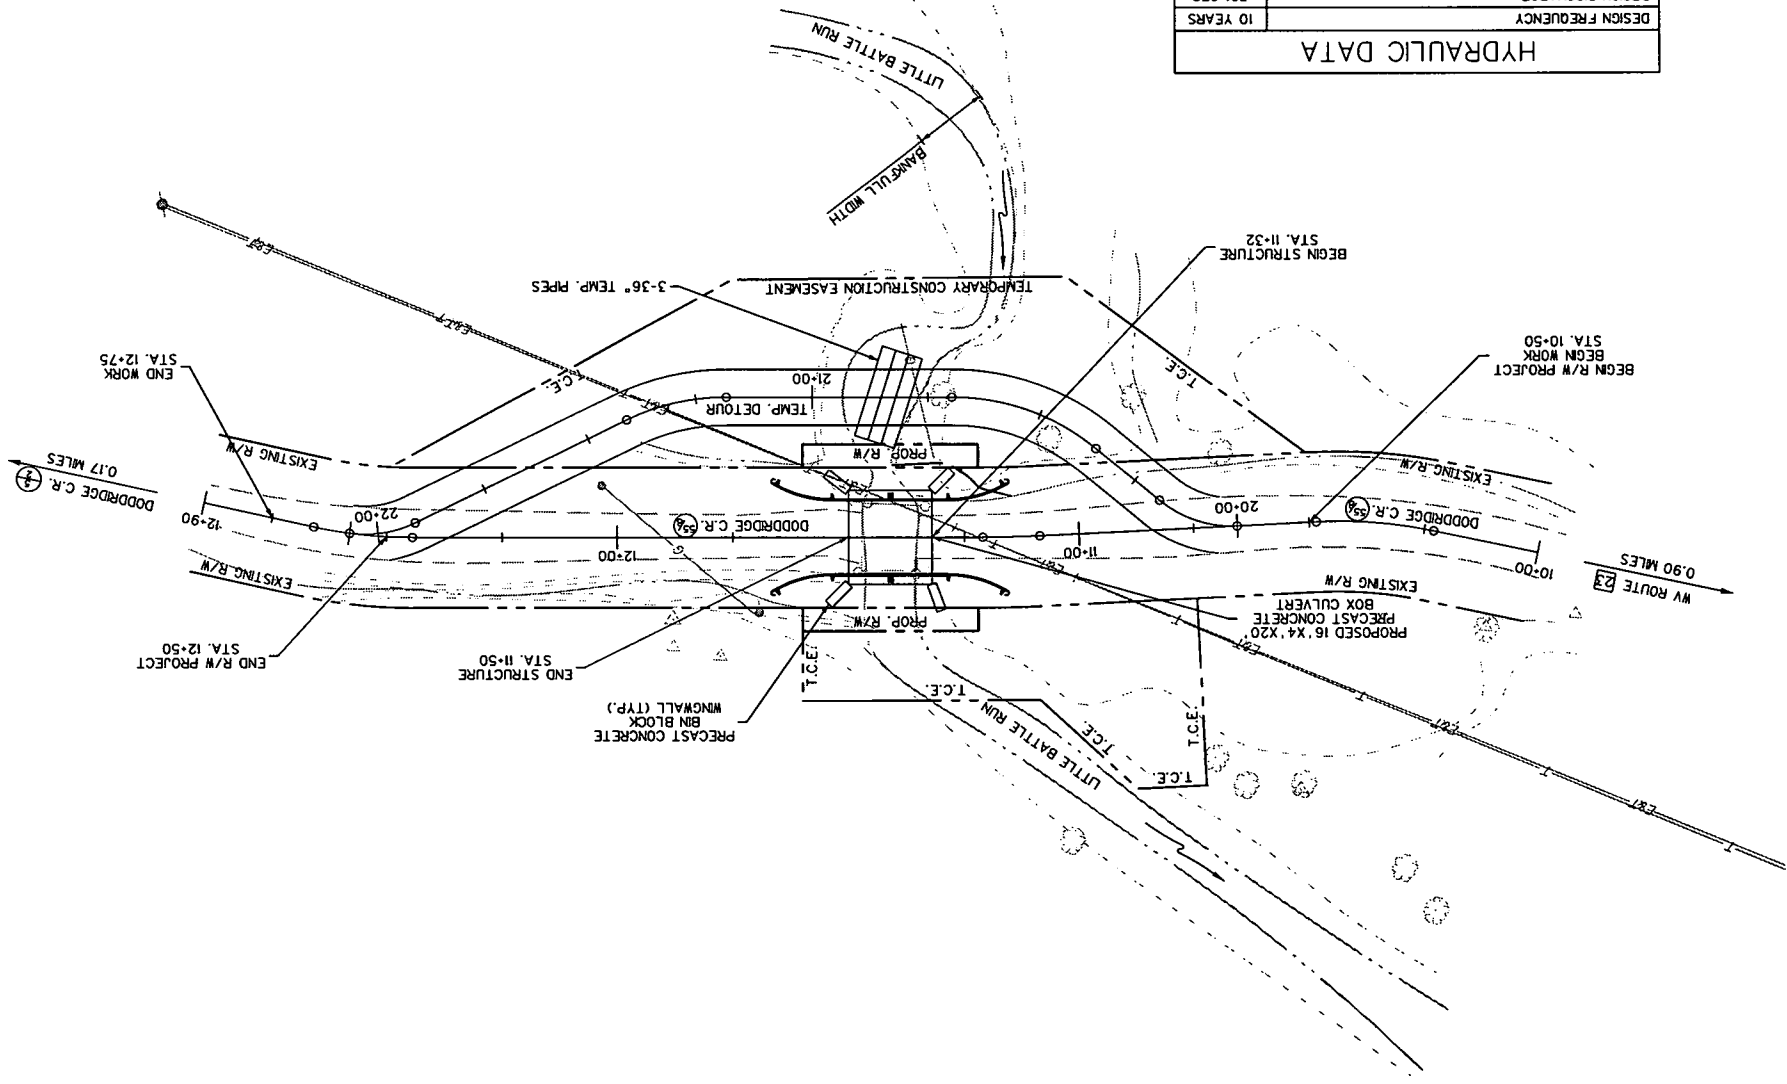 HYDRAULIC DATA
DESIGN FREQUENCY 10 YEARS
LITTLE BATTLE RUN
BANKFULL WIDTH
BEGIN STRUCTURE
STA. 11+32
TEMPORARY CONSTRUCTION EASEMENT
3-36" TEMP. PIPES
BEGIN R/W PROJECT
BEGIN WORK
STA. 10+50
END WORK
STA. 12+75
T.C.E.
T.C.E.
21+00
TEMP. DETOUR
PROP. R/W
EXISTING R/W
EXISTING R/W
DODDRIDGE C.R.
0.17 MILES
12+90
22+00
12+00
DODDRIDGE C.R. 55/6
11+00
20+00
DODDRIDGE C.R. 55/6
10+00
WV ROUTE 23
0.90 MILES
EXISTING R/W
EXISTING R/W
PROPOSED 16'X4'X20'
PRECAST CONCRETE
BOX CULVERT
PROP. R/W
END R/W PROJECT
STA. 12+50
END STRUCTURE
STA. 11+50
PRECAST CONCRETE
BIN BLOCK
WINGWALL (TYP.)
T.C.E.
T.C.E.
T.C.E.
T.C.E.
T.C.E.
LITTLE BATTLE RUN
E&T
E&T
E&T
E&T
E&T
E&T
E&T
T
T
T
T
T
G